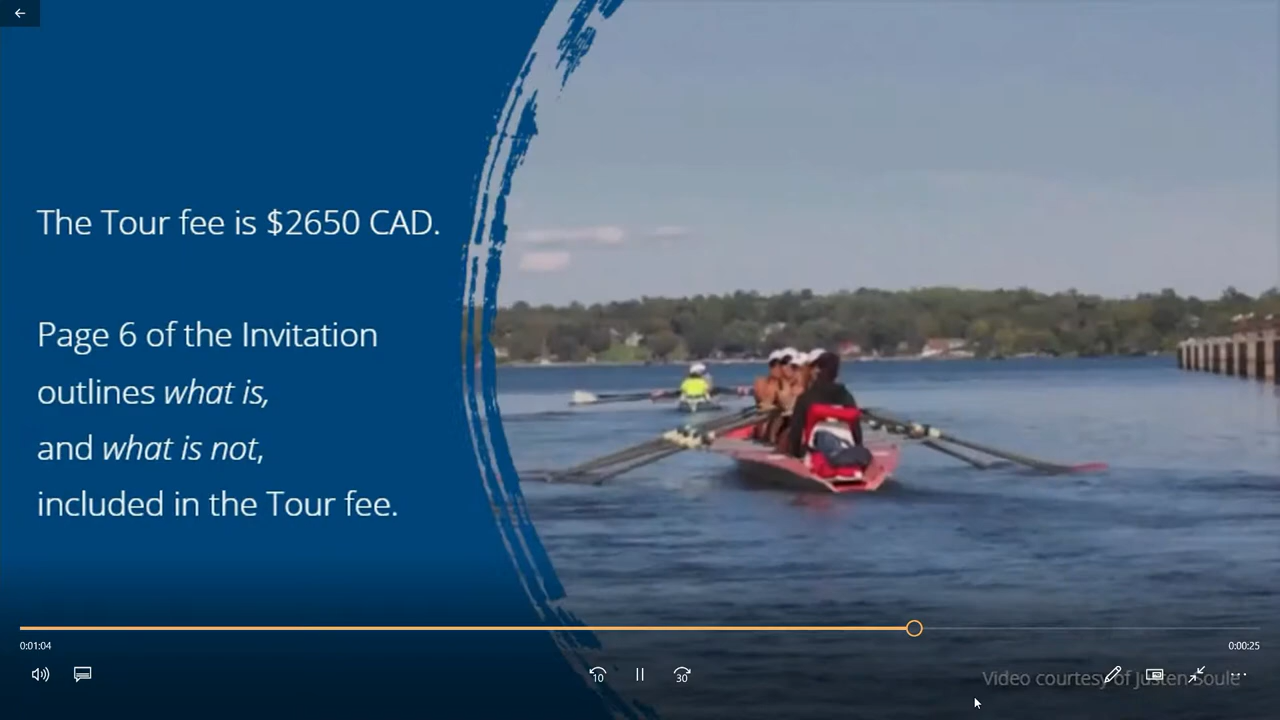 The Tour fee is $2650 CAD.
Page 6 of the Invitation
outlines what is,
and what is not,
included in the Tour fee.
0:01:04
0:00:25
10
30
Video courtesy of Justen Soule